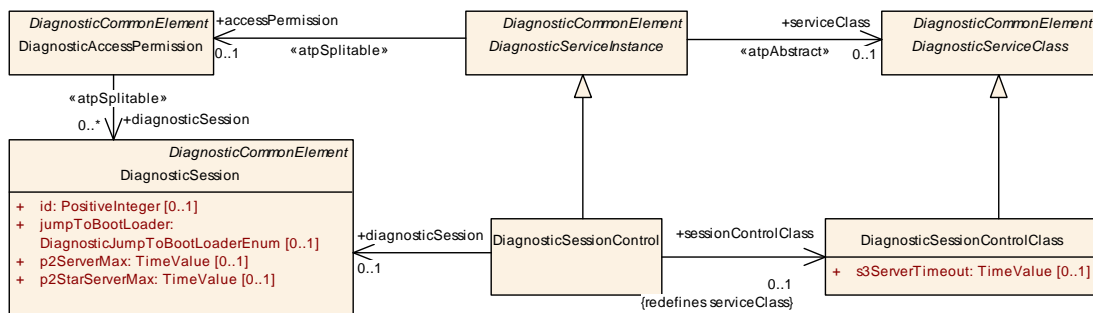 DiagnosticCommonElement
DiagnosticAccessPermission
+accessPermission
0..1
«atpSplitable»
DiagnosticCommonElement
DiagnosticServiceInstance
+serviceClass
«atpAbstract»
0..1
DiagnosticCommonElement
DiagnosticServiceClass
«atpSplitable»
0..*
+diagnosticSession
DiagnosticCommonElement
DiagnosticSession
+ id: PositiveInteger [0..1]
+ jumpToBootLoader:
DiagnosticJumpToBootLoaderEnum [0..1]
+ p2ServerMax: TimeValue [0..1]
+ p2StarServerMax: TimeValue [0..1]
+diagnosticSession
0..1
DiagnosticSessionControl
+sessionControlClass
0..1
{redefines serviceClass}
DiagnosticSessionControlClass
+ s3ServerTimeout: TimeValue [0..1]